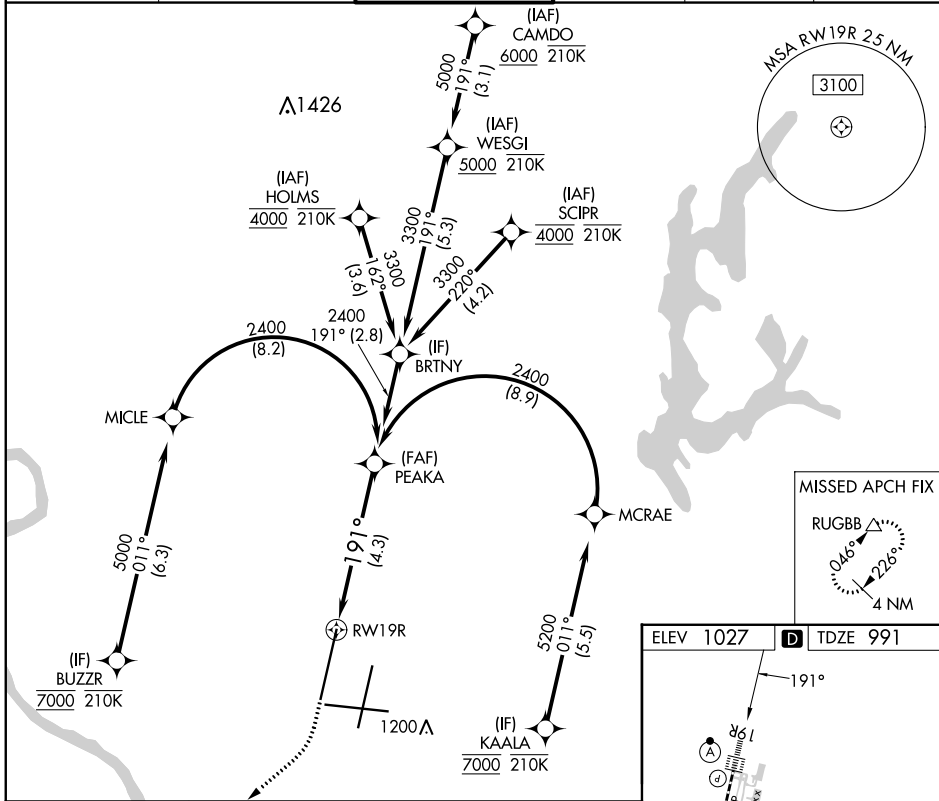 (IAF)
CAMDO
6000 210K
5000
191°
(3.1)
MSA RW19R 25 NM
3100
1426
(IAF)
WESGI
5000 210K
(IAF)
HOLMS
4000 210K
(IAF)
SCIPR
4000 210K
3300
191°
(5.3)
3300
162°
(3.6)
3300
220°
(4.2)
2400
191° (2.8)
2400
(8.2)
(IF)
BRTNY
2400
(8.9)
MICLE
(FAF)
PEAKA
MCRAE
MISSED APCH FIX
RUGBB
046°
226°
4 NM
5000
011°
(6.3)
191°
(4.3)
RW19R
5200
011°
(5.5)
(IF)
BUZZR
7000 210K
1200
(IF)
KAALA
7000 210K
ELEV 1027 D TDZE 991
191°
19R
A
P